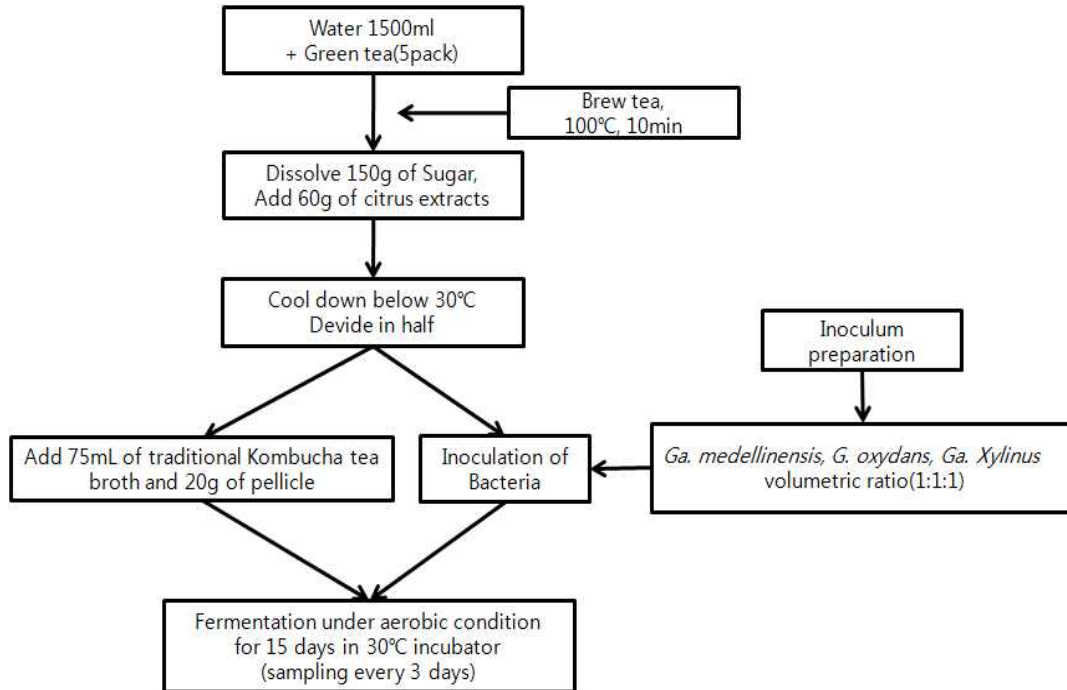 Water 1500ml
+ Green tea(5pack)
Brew tea,
100℃, 10min
Dissolve 150g of Sugar,
Add 60g of citrus extracts
Cool down below 30℃
Devide in half
Inoculum
preparation
Add 75mL of traditional Kombucha tea
broth and 20g of pellicle
Inoculation of
Bacteria
Ga. medellinensis, G. oxydans, Ga. Xylinus
volumetric ratio(1:1:1)
Fermentation under aerobic condition
for 15 days in 30℃ incubator
(sampling every 3 days)